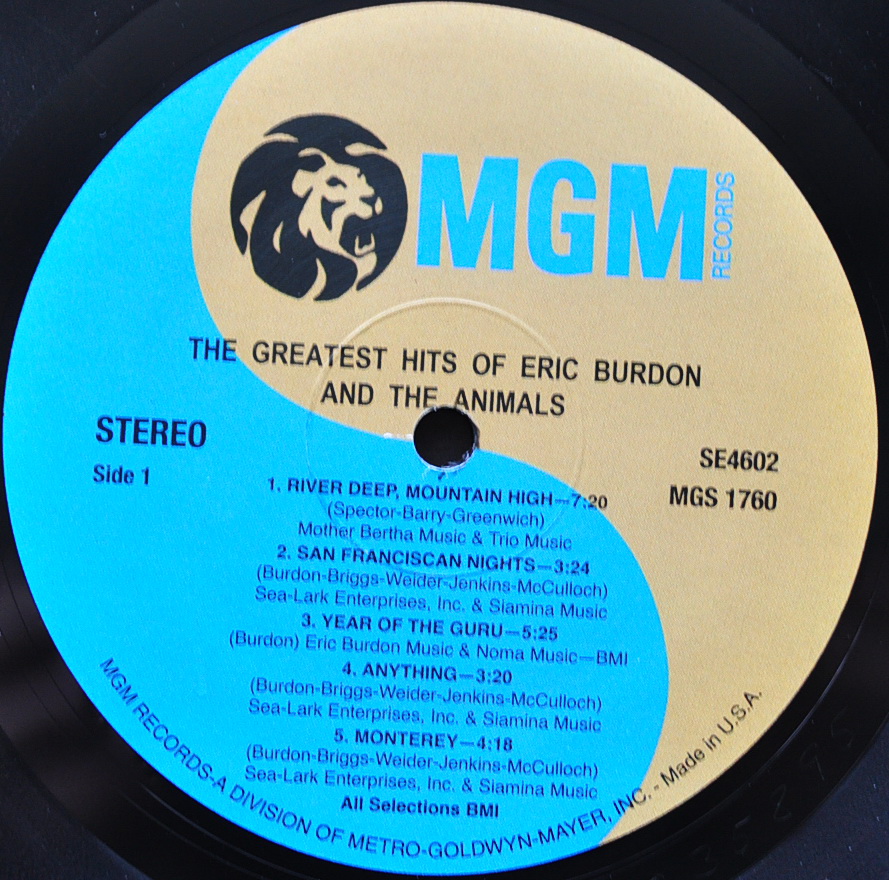 MGM
RECORDS
THE GREATEST HITS OF ERIC BURDON
AND THE ANIMALS
STEREO
Side 1
SE4602
MGS 1760
1. RIVER DEEP, MOUNTAIN HIGH—7:20
(Spector-Barry-Greenwich)
Mother Bertha Music & Trio Music
2. SAN FRANCISCAN NIGHTS—3:24
(Burdon-Briggs-Weider-Jenkins-McCulloch)
Sea-Lark Enterprises, Inc. & Slamina Music
3. YEAR OF THE GURU—5:25
(Burdon) Eric Burdon Music & Noma Music—BMI
4. ANYTHING—3:20
(Burdon-Briggs-Weider-Jenkins-McCulloch)
Sea-Lark Enterprises, Inc. & Slamina Music
5. MONTEREY—4:18
(Burdon-Briggs-Weider-Jenkins-McCulloch)
Sea-Lark Enterprises, Inc. & Slamina Music
All Selections BMI
MGM RECORDS-A DIVISION OF METRO-GOLDWYN-MAYER, INC. - Made in U.S.A.